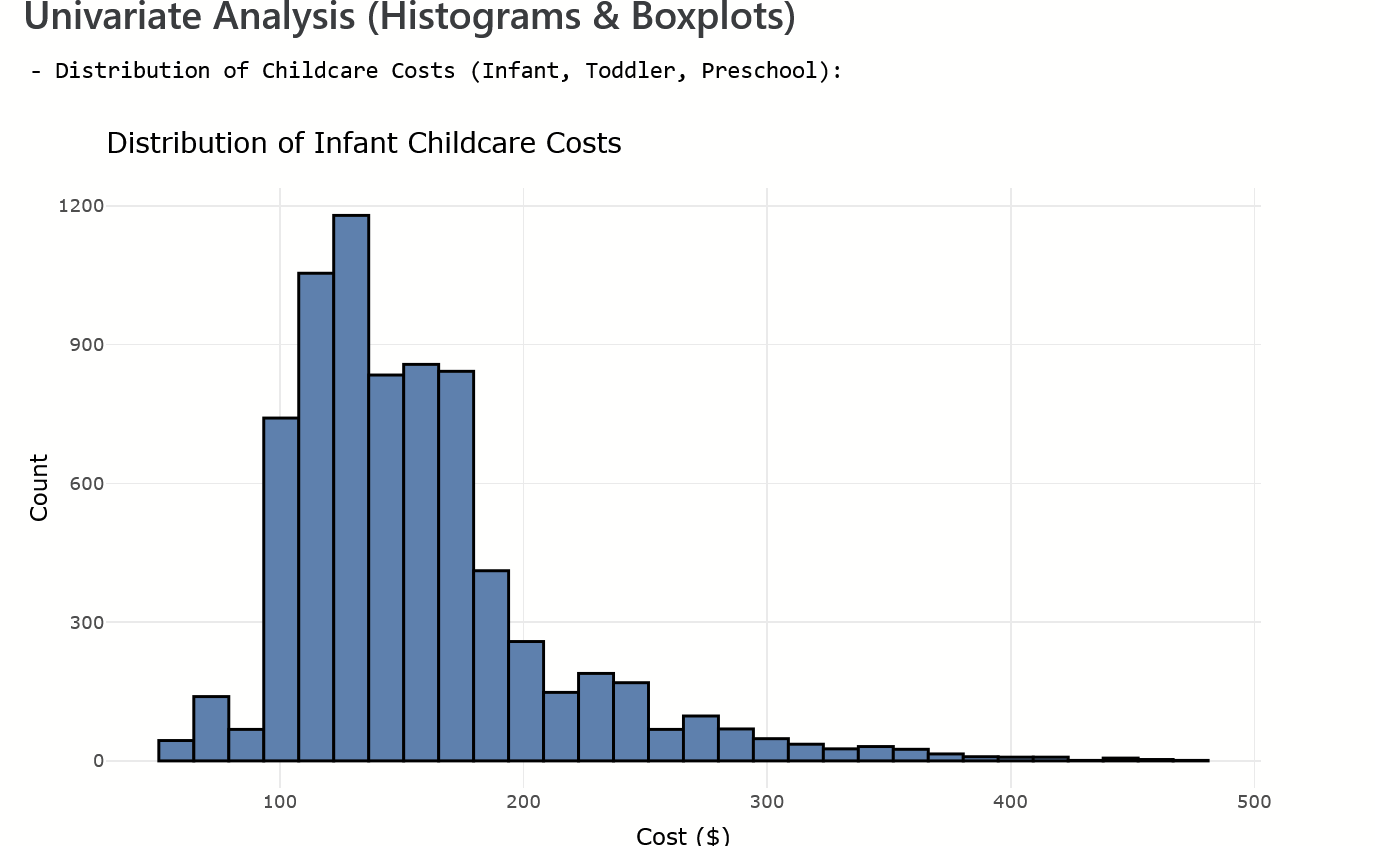 Univariate Analysis (Histograms & Boxplots)
- Distribution of Childcare Costs (Infant, Toddler, Preschool):
Distribution of Infant Childcare Costs
1200
900
600
300
0
Count
100 200 300 400 500
Cost ($)